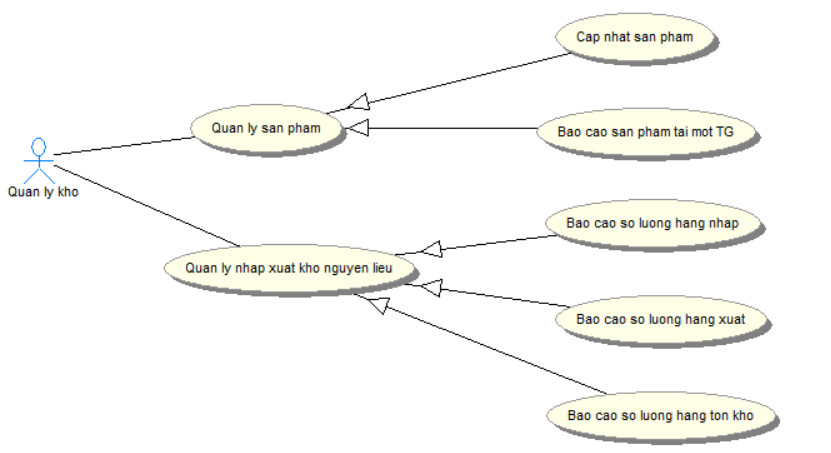 Cap nhat san pham
Quan ly san pham
Bao cao san pham tai mot TG
Quan ly kho
Bao cao so luong hang nhap
Quan ly nhap xuat kho nguyen lieu
Bao cao so luong hang xuat
Bao cao so luong hang ton kho